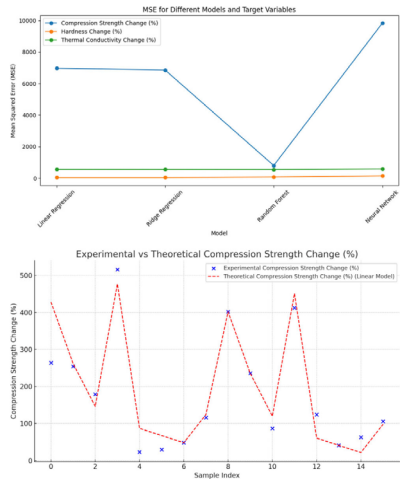 MSE for Different Models and Target Variables
Compression Strength Change (%)
Hardness Change (%)
Thermal Conductivity Change (%)
Mean Squared Error (MSE)
10000
8000
6000
4000
2000
0
Linear Regression
Ridge Regression
Random Forest
Neural Network
Model
Experimental vs Theoretical Compression Strength Change (%)
Experimental Compression Strength Change (%)
Theoretical Compression Strength Change (%) (Linear Model)
Compression Strength Change (%)
500
400
300
200
100
0
0 2 4 6 8 10 12 14
Sample Index